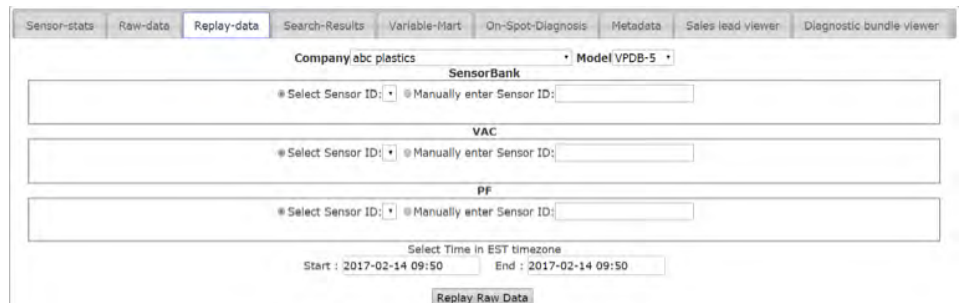 Sensor-stats Raw-data Replay-data Search-Results Variable-Mart On-Spot-Diagnosis Metadata Sales lead viewer Diagnostic bundle viewer
Company abc plastics Model VPDB-5
SensorBank
Select Sensor ID: Manually enter Sensor ID:
VAC
Select Sensor ID: Manually enter Sensor ID:
PF
Select Sensor ID: Manually enter Sensor ID:
Select Time in EST timezone
Start : 2017-02-14 09:50 End : 2017-02-14 09:50
Replay Raw Data